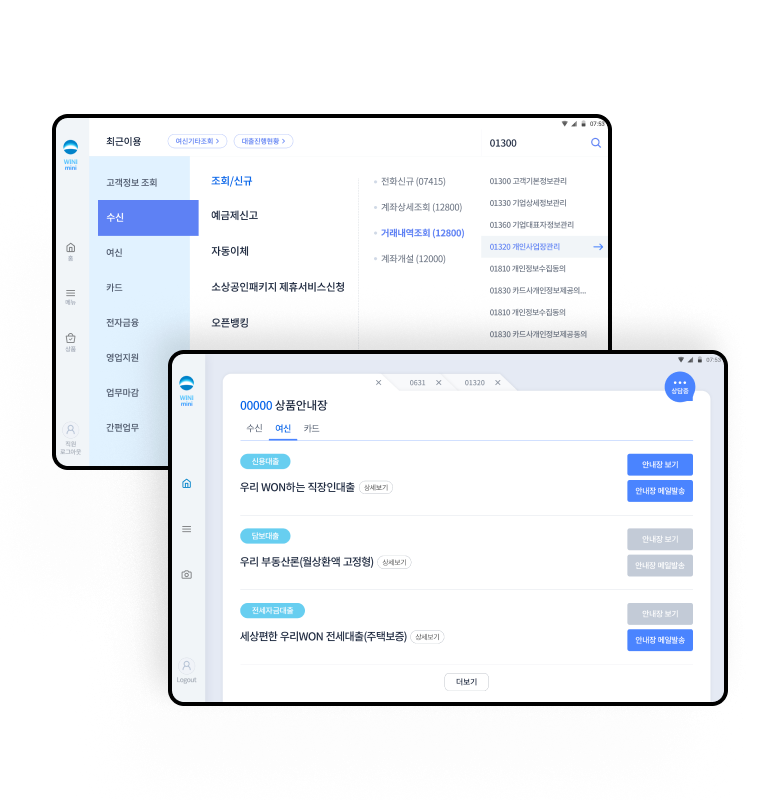 07:53
최근이용
여신기타조회 >
대출진행현황 >
01300
WINI
mini
홈
메뉴
상품
직원
로그아웃
고객정보 조회
수신
여신
카드
전자금융
영업지원
업무마감
간편업무
조회/신규
예금제신고
자동이체
소상공인패키지 제휴서비스신청
오픈뱅킹
전화신규 (07415)
계좌상세조회 (12800)
거래내역조회 (12800)
계좌개설 (12000)
01300 고객기본정보관리
01330 기업상세정보관리
01360 기업대표자정보관리
01320 개인사업장관리
01810 개인정보수집동의
01830 카드사개인정보제공의...
01810 개인정보수집동의
01830 카드사개인정보제공동의
07:53
WINI
mini
Logout
0631
01320
상담중
00000 상품안내장
수신 여신 카드
신용대출
우리 WON하는 직장인대출 상세보기
안내장 보기
안내장 메일발송
담보대출
우리 부동산론(월상환액 고정형) 상세보기
안내장 보기
안내장 메일발송
전세자금대출
세상편한 우리WON 전세대출(주택보증) 상세보기
안내장 보기
안내장 메일발송
더보기